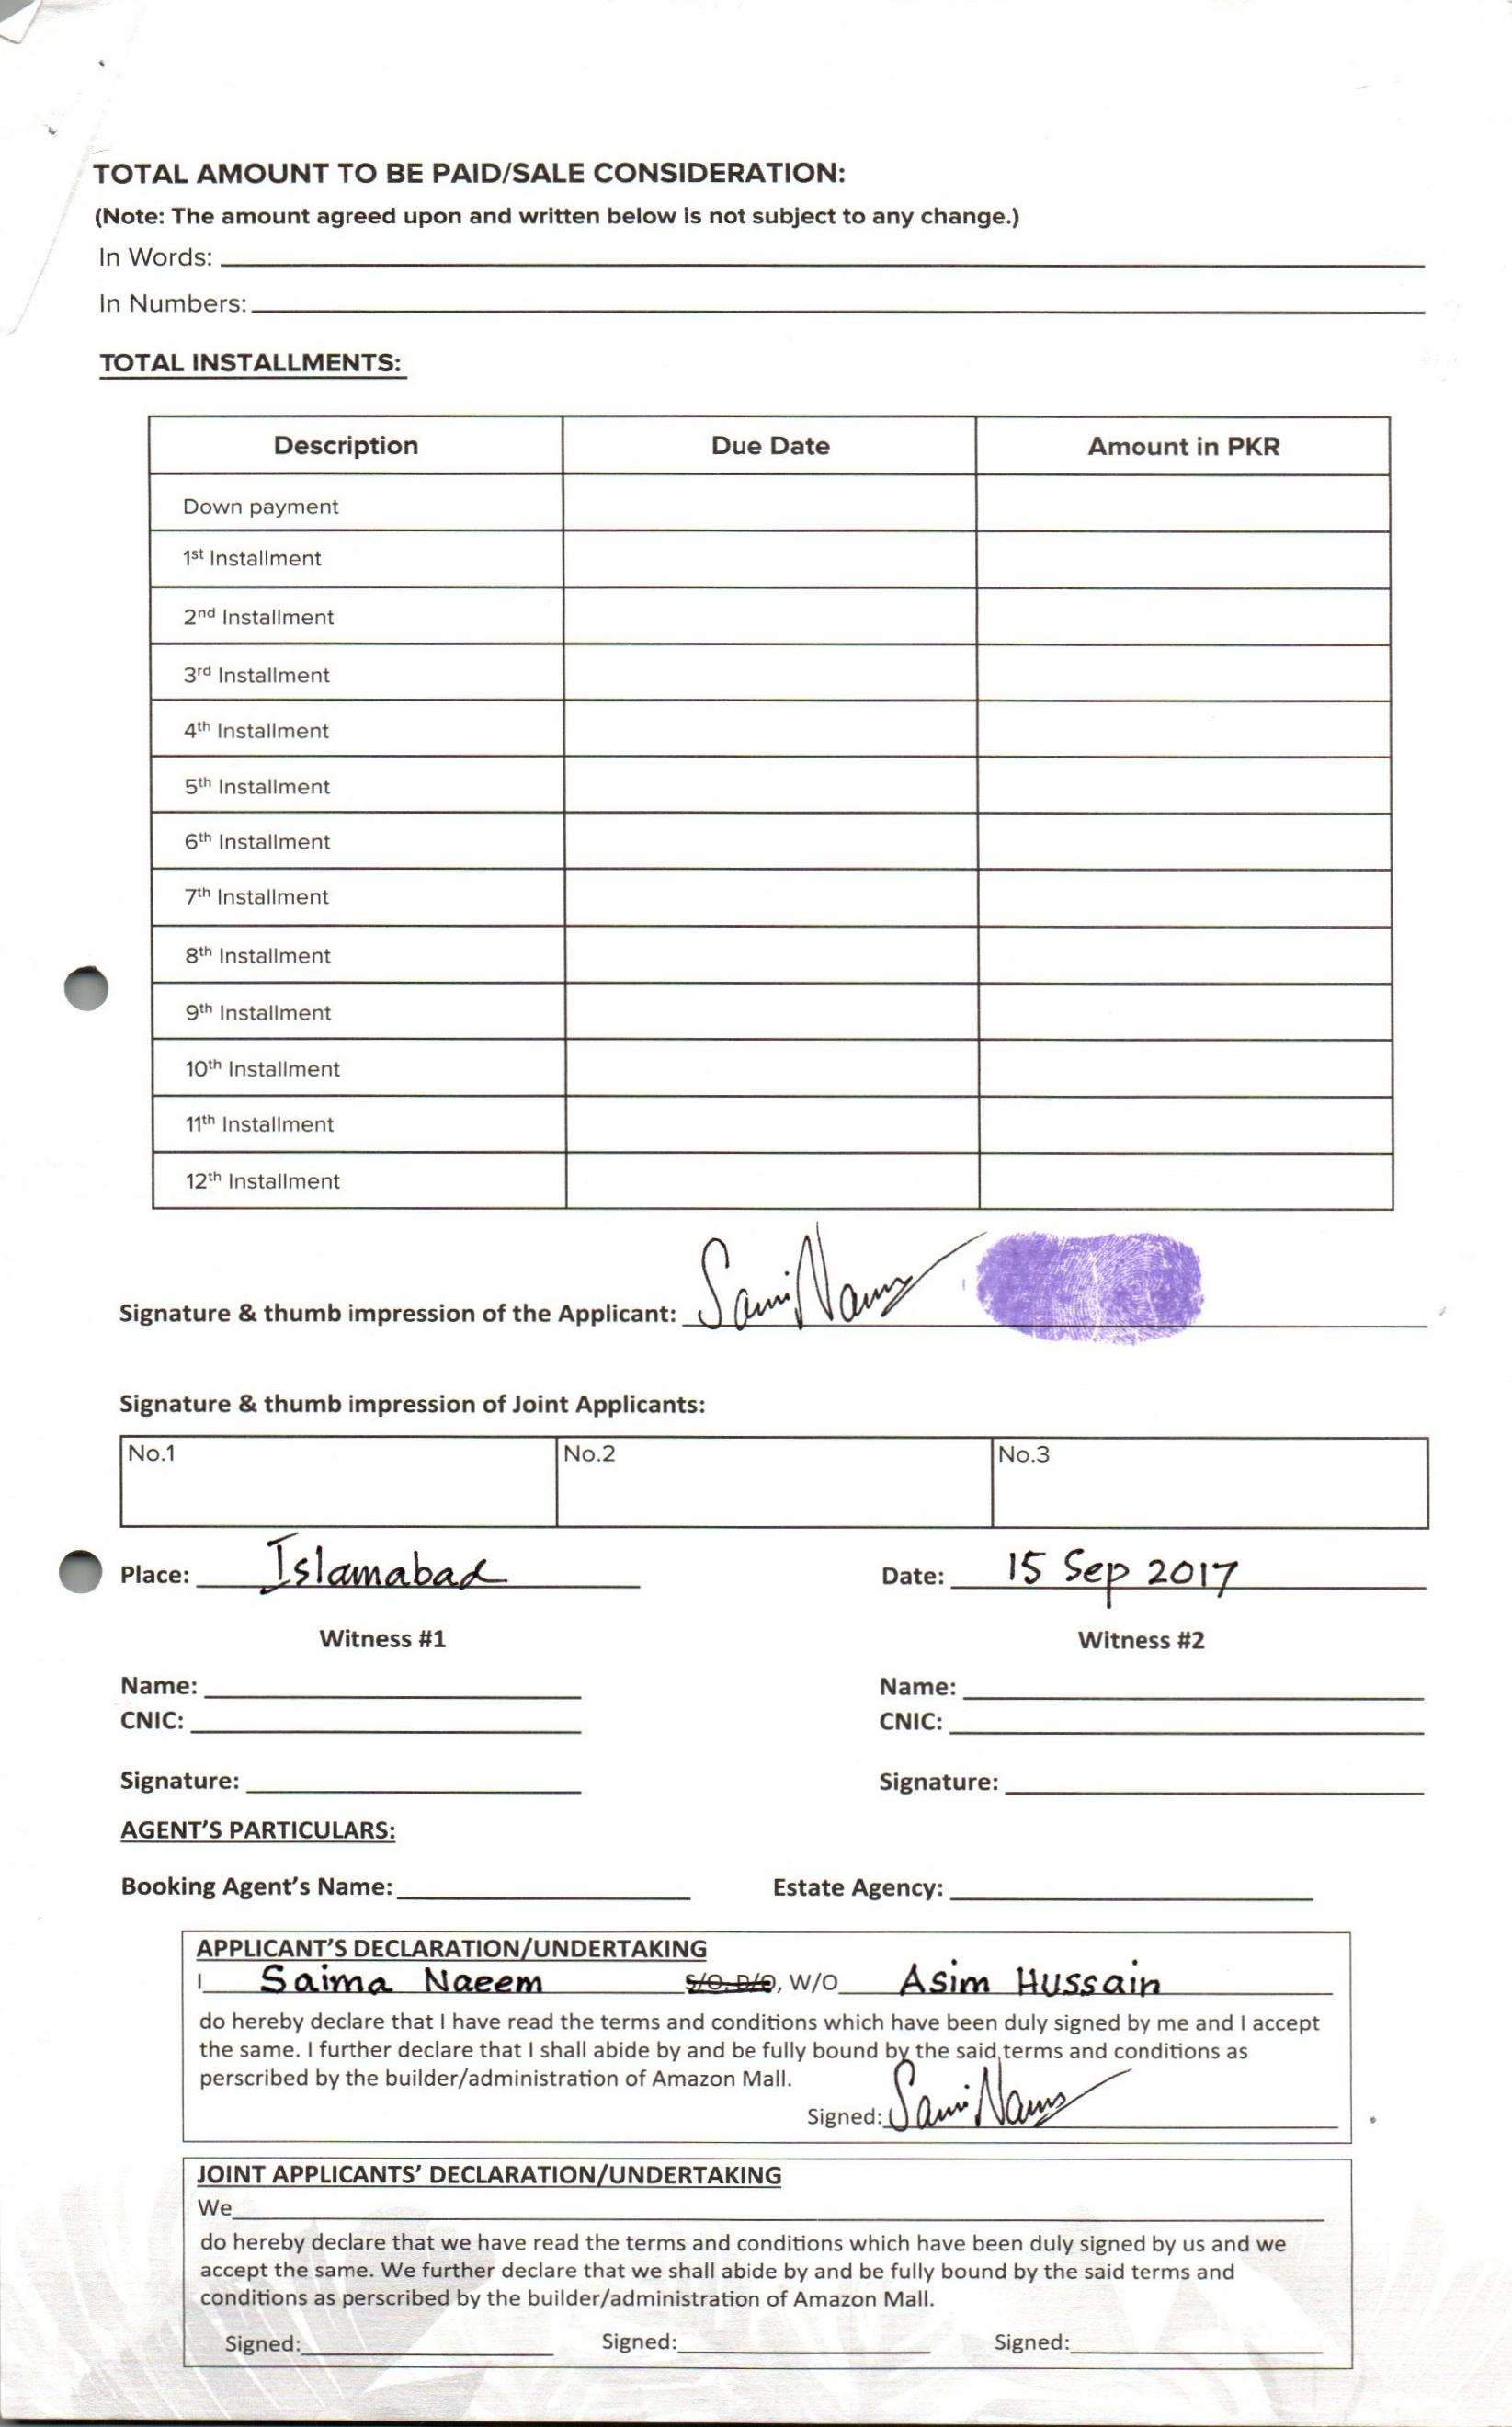 TOTAL AMOUNT TO BE PAID/SALE CONSIDERATION:
(Note: The amount agreed upon and written below is not subject to any change.)
In Words:
In Numbers:
TOTAL INSTALLMENTS:
Description Due Date Amount in PKR
Down payment
1st Installment
2nd Installment
3rd Installment
4th Installment
5th Installment
6th Installment
7th Installment
8th Installment
9th Installment
10th Installment
11th Installment
12th Installment
Signature & thumb impression of the Applicant:
Signature & thumb impression of Joint Applicants:
No.1 No.2 No.3
Place: Islamabad Date: 15 Sep 2017
Witness #1 Witness #2
Name: Name:
CNIC: CNIC:
Signature: Signature:
AGENT'S PARTICULARS:
Booking Agent's Name: Estate Agency:
APPLICANT'S DECLARATION/UNDERTAKING
I Saima Naeem S/O, D/O, W/O Asim Hussain
do hereby declare that I have read the terms and conditions which have been duly signed by me and I accept
the same. I further declare that I shall abide by and be fully bound by the said terms and conditions as
perscribed by the builder/administration of Amazon Mall.
Signed:
JOINT APPLICANTS' DECLARATION/UNDERTAKING
We
do hereby declare that we have read the terms and conditions which have been duly signed by us and we
accept the same. We further declare that we shall abide by and be fully bound by the said terms and
conditions as perscribed by the builder/administration of Amazon Mall.
Signed: Signed: Signed: